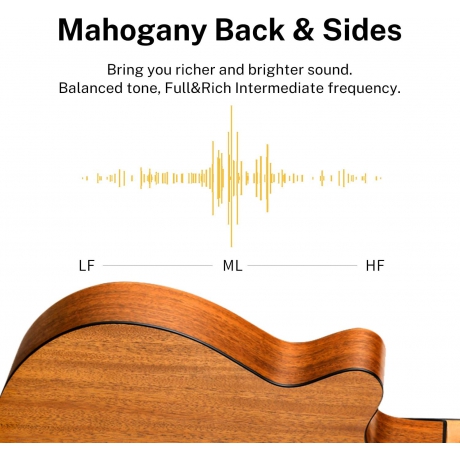 Mahogany Back & Sides
Bring you richer and brighter sound.
Balanced tone, Full&Rich Intermediate frequency.
LF ML HF